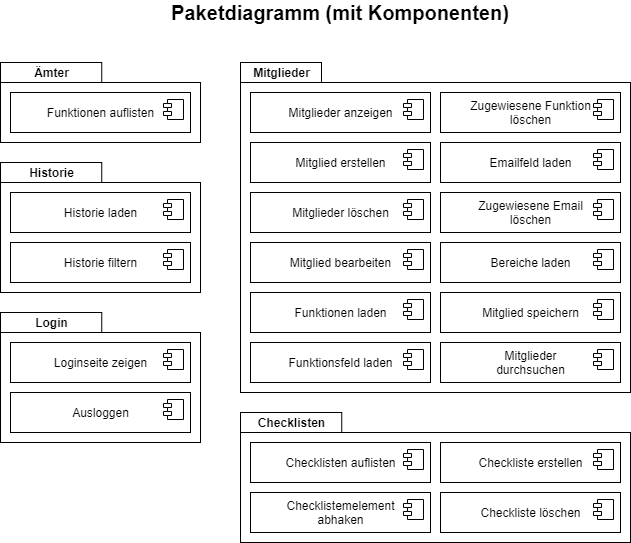 Paketdiagramm (mit Komponenten)
Ämter
Funktionen auflisten
Historie
Historie laden
Historie filtern
Login
Loginseite zeigen
Ausloggen
Mitglieder
Mitglieder anzeigen
Zugewiesene Funktion
löschen
Mitglied erstellen
Emailfeld laden
Mitglieder löschen
Zugewiesene Email
löschen
Mitglied bearbeiten
Bereiche laden
Funktionen laden
Mitglied speichern
Funktionsfeld laden
Mitglieder
durchsuchen
Checklisten
Checklisten auflisten
Checkliste erstellen
Checklistemelement
abhaken
Checkliste löschen